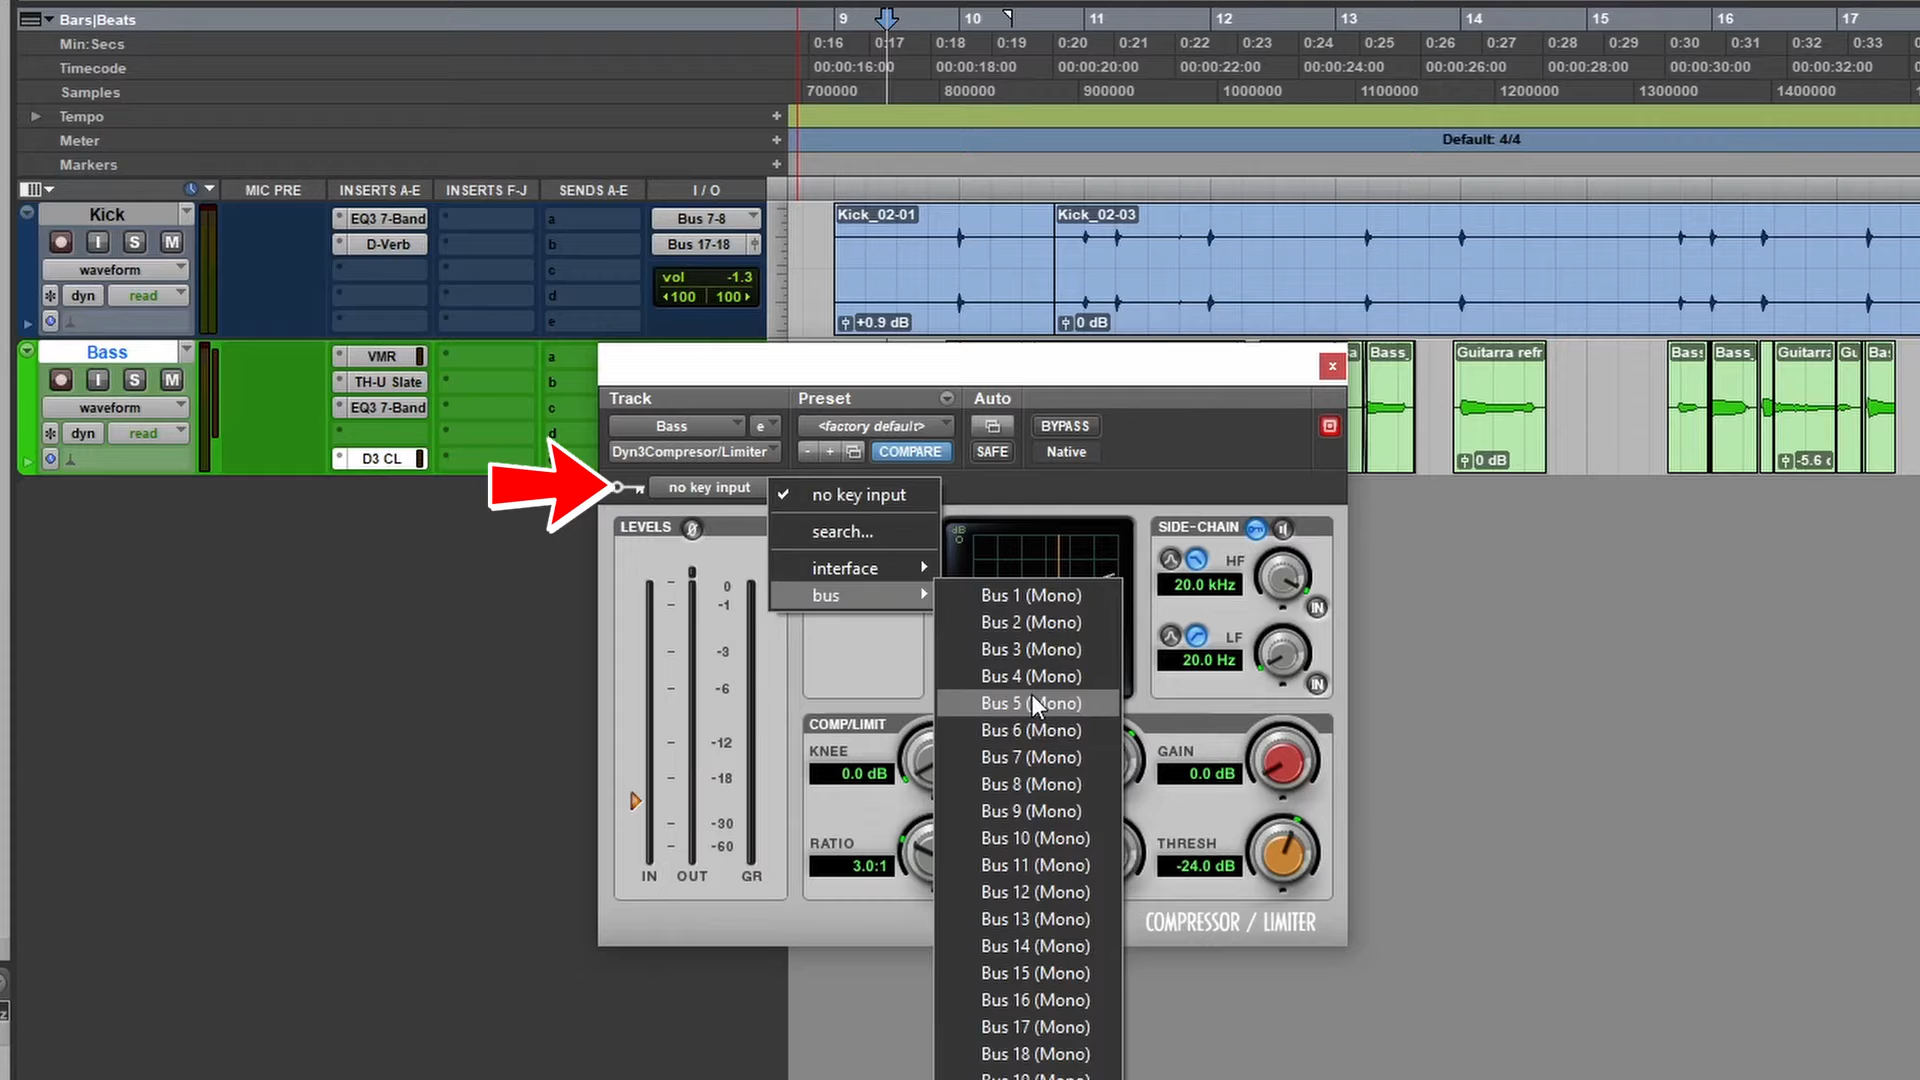 Bars|Beats
9 10 11 12 13 14 15 16 17
Min:Secs
0:16 0:17 0:18 0:19 0:20 0:21 0:22 0:23 0:24 0:25 0:26 0:27 0:28 0:29 0:30 0:31 0:32 0:33
Timecode
00:00:16:00 00:00:18:00 00:00:20:00 00:00:22:00 00:00:24:00 00:00:26:00 00:00:28:00 00:00:30:00 00:00:32:00
Samples
700000 800000 900000 1000000 1100000 1200000 1300000 1400000
Tempo +
Meter +
Default: 4/4
Markers +
MIC PRE INSERTS A-E INSERTS F-J SENDS A-E I / O
Kick
I S M
waveform
dyn read
EQ3 7-Band
D-Verb
a
b
c
d
e
Bus 7-8
Bus 17-18
vol -1.3
100 100
Kick_02-01
+0.9 dB
Kick_02-03
0 dB
Bass
I S M
waveform
dyn read
VMR
TH-U Slate
EQ3 7-Band
D3 CL
a
b
c
d
a Bass_
Guitarra refr
0 dB
Bass
Bass_
Guitarra
-5.6
Gu
Bas
x
Track Preset Auto
Bass e <factory default> BYPASS
Dyn3Compresor/Limiter - + COMPARE SAFE Native
no key input
no key input
search...
interface
bus
Bus 1 (Mono)
Bus 2 (Mono)
Bus 3 (Mono)
Bus 4 (Mono)
Bus 5 (Mono)
Bus 6 (Mono)
Bus 7 (Mono)
Bus 8 (Mono)
Bus 9 (Mono)
Bus 10 (Mono)
Bus 11 (Mono)
Bus 12 (Mono)
Bus 13 (Mono)
Bus 14 (Mono)
Bus 15 (Mono)
Bus 16 (Mono)
Bus 17 (Mono)
Bus 18 (Mono)
LEVELS
0
-1
-3
-6
-12
-18
-30
-60
IN OUT GR
dB
0
SIDE-CHAIN
HF
20.0 kHz
IN
LF
20.0 Hz
IN
COMP/LIMIT
KNEE
0.0 dB
RATIO
3.0:1
GAIN
0.0 dB
THRESH
-24.0 dB
COMPRESSOR / LIMITER